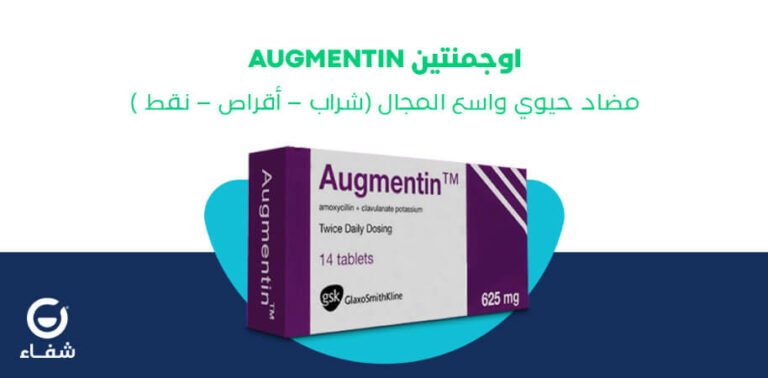 اوجمنتين AUGMENTIN
مضاد حيوي واسع المجال (شراب – أقراص – نقط )
Augmentin™
Augmentin™
amoxycillin + clavulanate potassium
Twice Daily Dosing
14 tablets
gsk GlaxoSmithKline
625 mg
شفاء